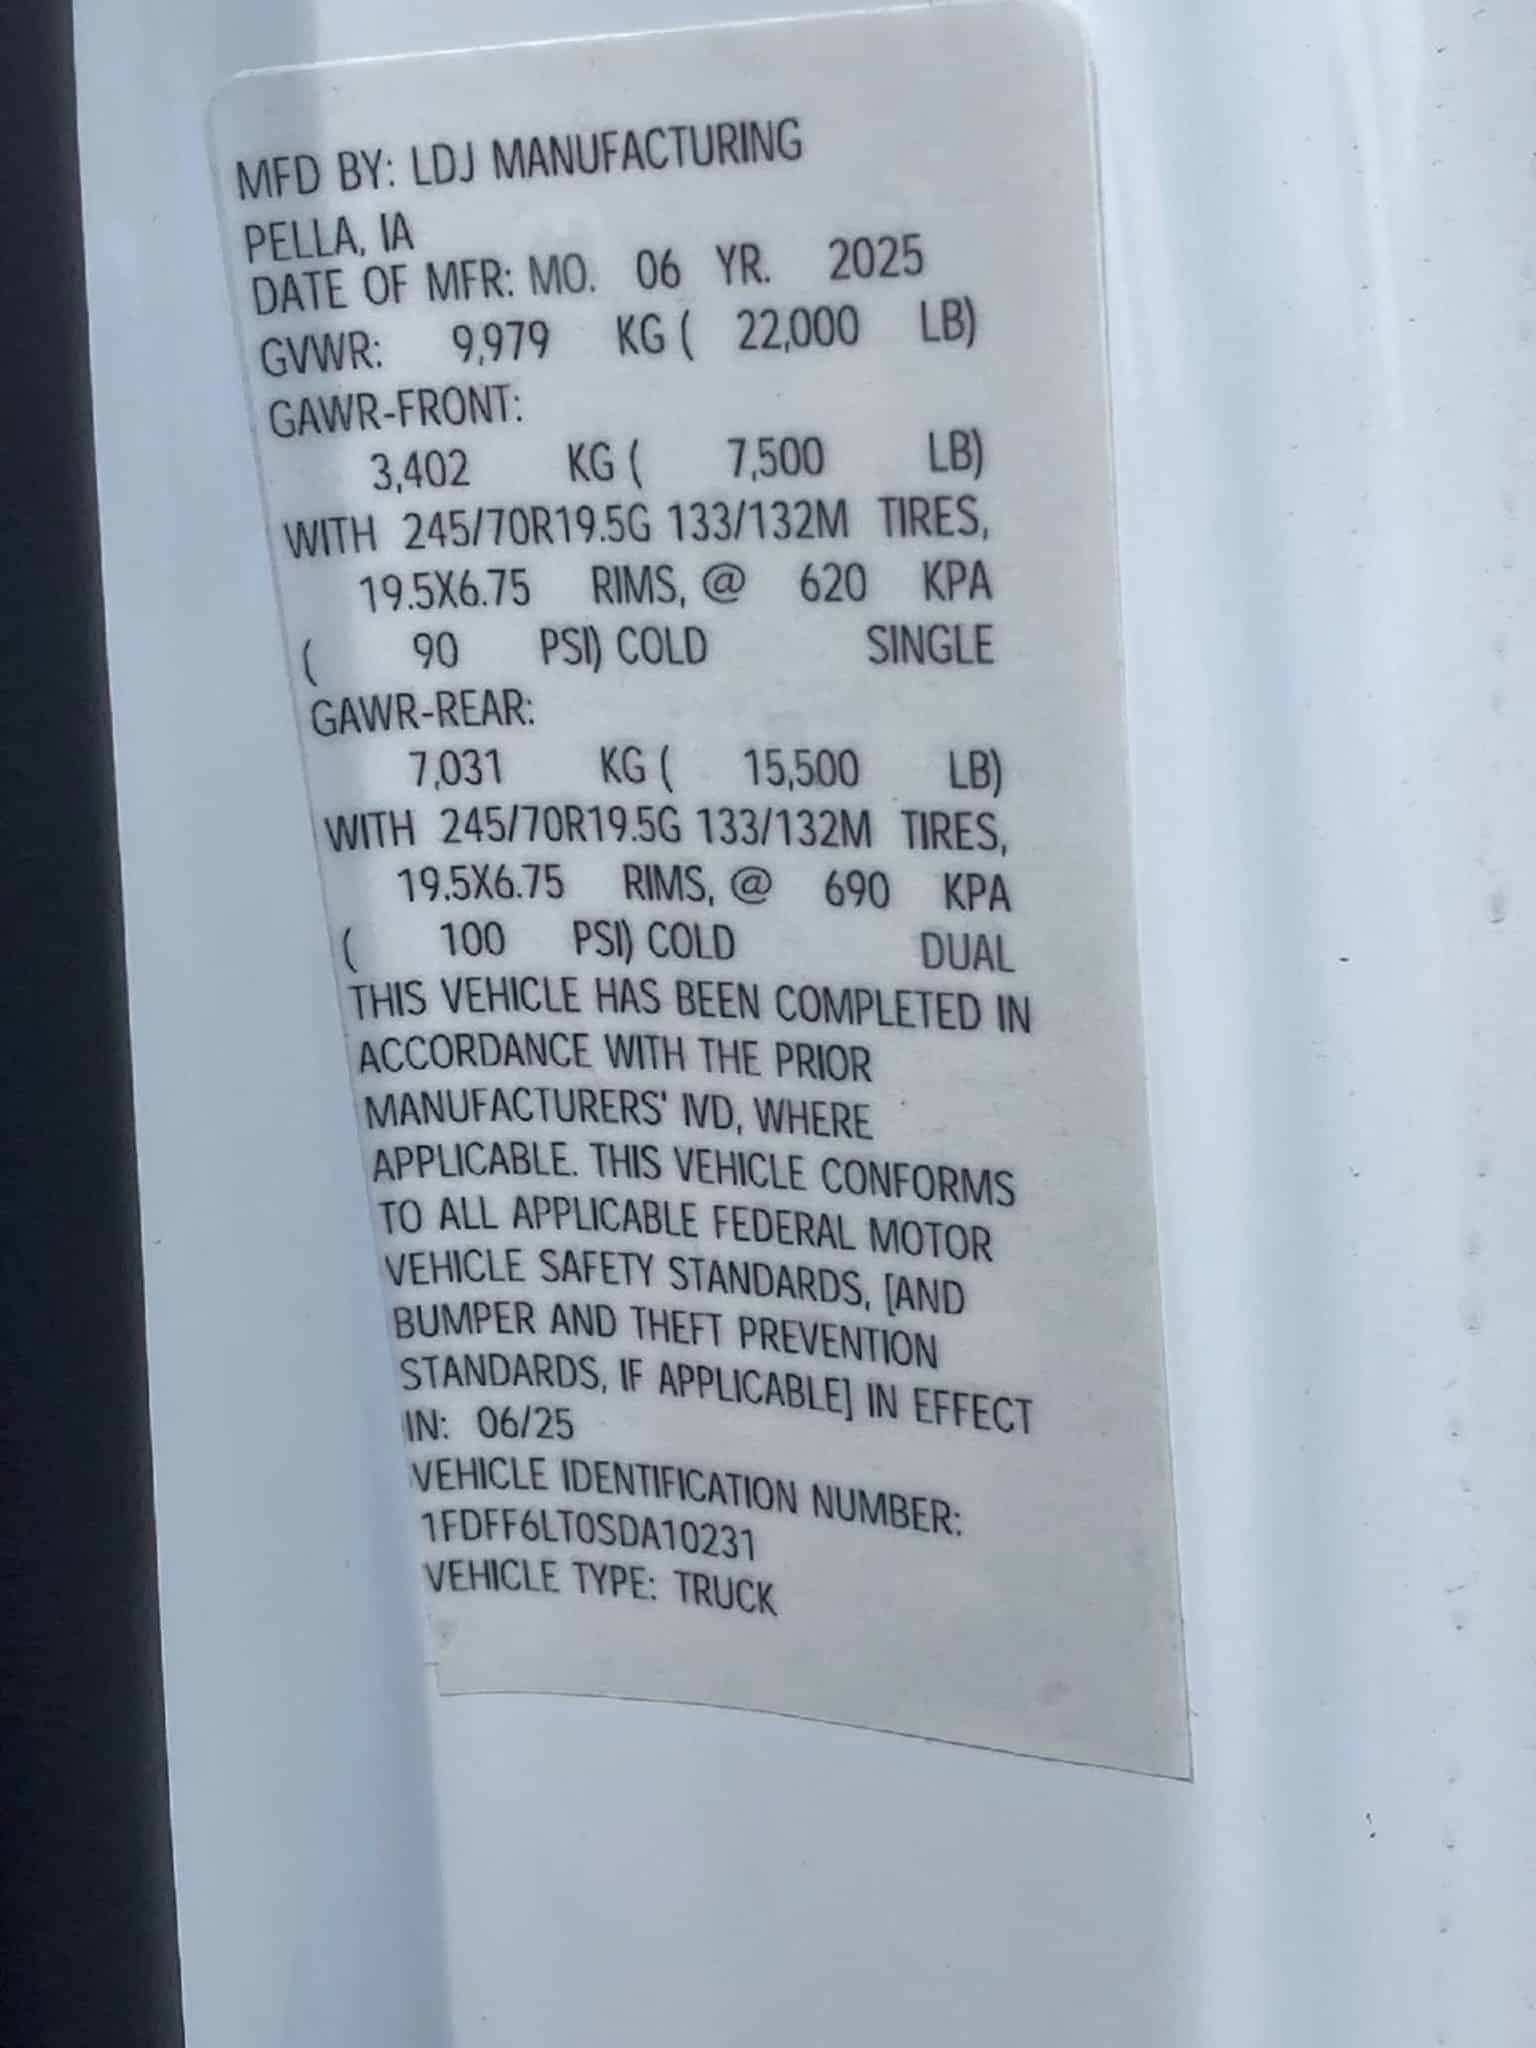 MFD BY: LDJ MANUFACTURING
PELLA, IA
DATE OF MFR: MO. 06 YR. 2025
GVWR: 9,979 KG ( 22,000 LB)
GAWR-FRONT:
3,402 KG ( 7,500 LB)
WITH 245/70R19.5G 133/132M TIRES,
19.5X6.75 RIMS, @ 620 KPA
( 90 PSI) COLD SINGLE
GAWR-REAR:
7,031 KG ( 15,500 LB)
WITH 245/70R19.5G 133/132M TIRES,
19.5X6.75 RIMS, @ 690 KPA
( 100 PSI) COLD DUAL
THIS VEHICLE HAS BEEN COMPLETED IN
ACCORDANCE WITH THE PRIOR
MANUFACTURERS' IVD, WHERE
APPLICABLE. THIS VEHICLE CONFORMS
TO ALL APPLICABLE FEDERAL MOTOR
VEHICLE SAFETY STANDARDS, [AND
BUMPER AND THEFT PREVENTION
STANDARDS, IF APPLICABLE] IN EFFECT
IN: 06/25
VEHICLE IDENTIFICATION NUMBER:
1FDFF6LT0SDA10231
VEHICLE TYPE: TRUCK